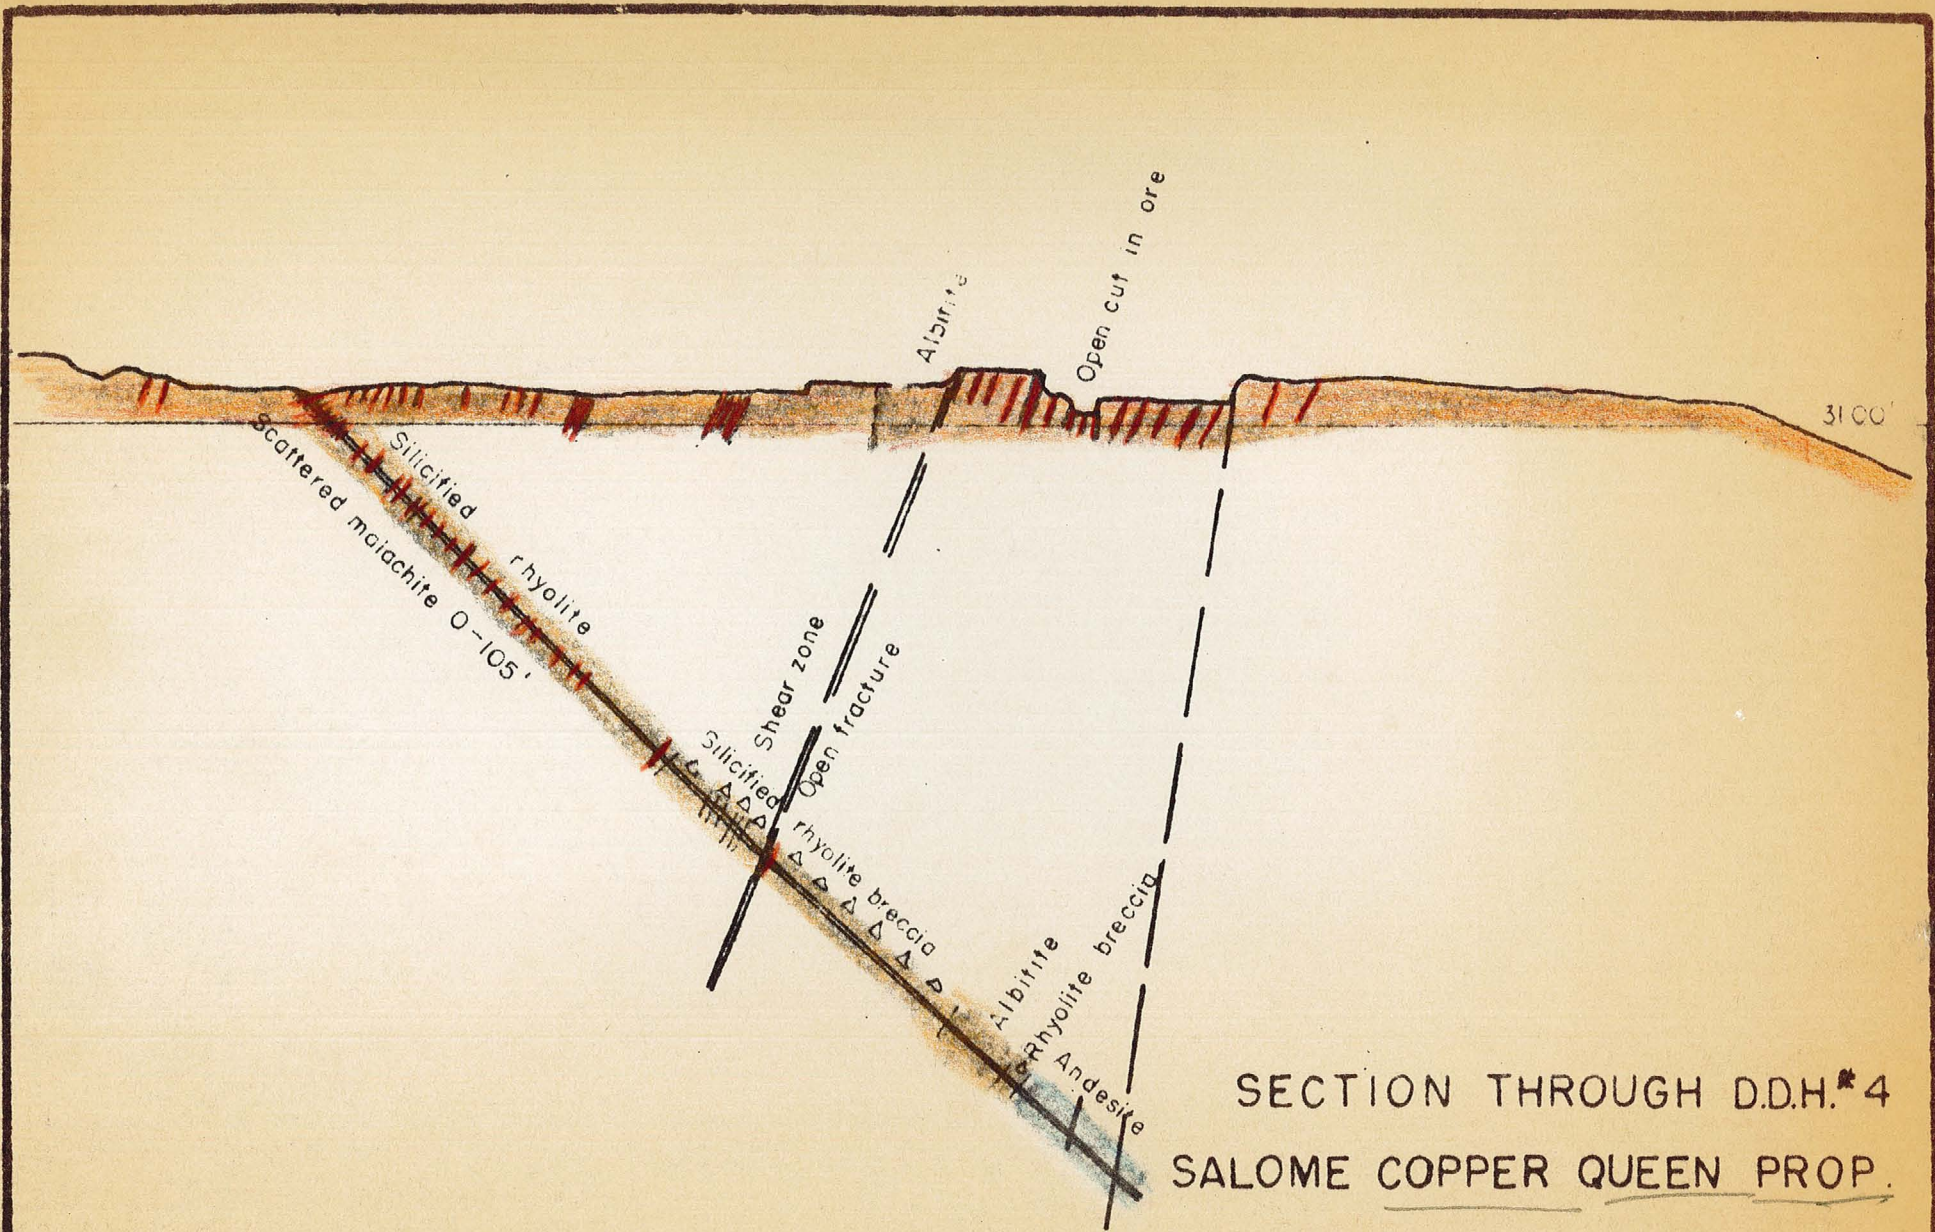 Albitite
Open cut in ore
3100'
Scattered malachite 0-105'
Silicified rhyolite
Shear zone
Open fracture
Silicified rhyolite breccia
Albitite
Rhyolite breccia
Andesite
SECTION THROUGH D.D.H.#4
SALOME COPPER QUEEN PROP.